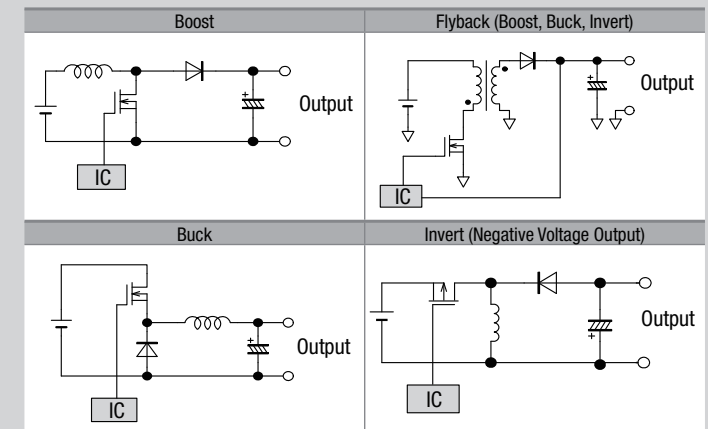 Boost
+
Output
IC
Flyback (Boost, Buck, Invert)
+
Output
IC
Buck
+
Output
IC
Invert (Negative Voltage Output)
+
Output
IC